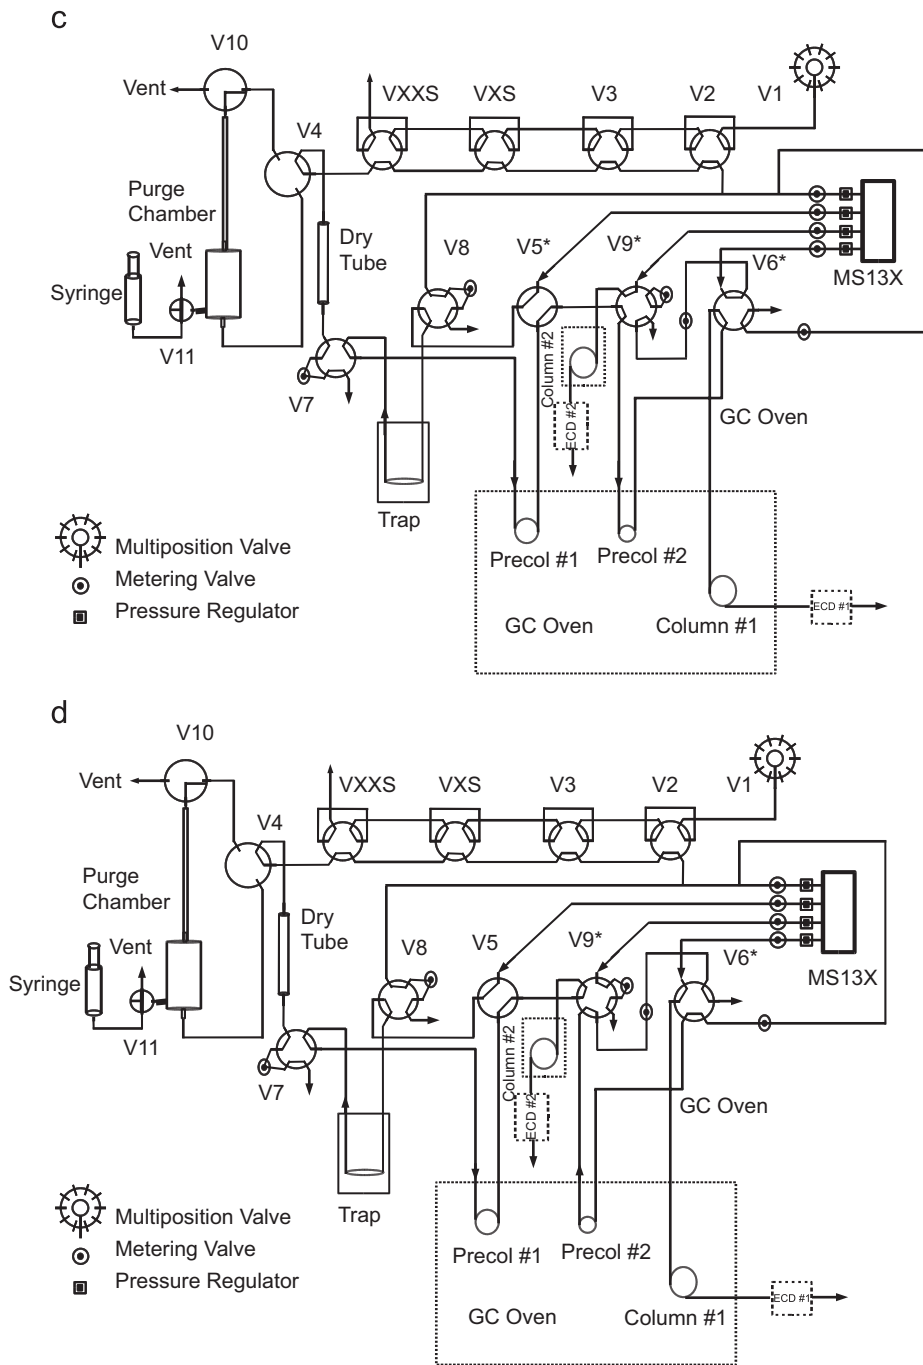 c
V10
Vent
VXXS
VXS
V3
V2
V1
V4
Purge
Chamber
Vent
Dry
Tube
V8
V5*
V9*
V6*
MS13X
Syringe
V11
Column #2
V7
ECD #2
GC Oven
Trap
Precol #1
Precol #2
Multiposition Valve
Metering Valve
Pressure Regulator
GC Oven
Column #1
ECD #1
d
V10
Vent
VXXS
VXS
V3
V2
V1
V4
Purge
Chamber
Vent
Dry
Tube
V8
V5
V9*
V6*
MS13X
Syringe
V11
Column #2
V7
ECD #2
GC Oven
Trap
Precol #1
Precol #2
Multiposition Valve
Metering Valve
Pressure Regulator
GC Oven
Column #1
ECD #1